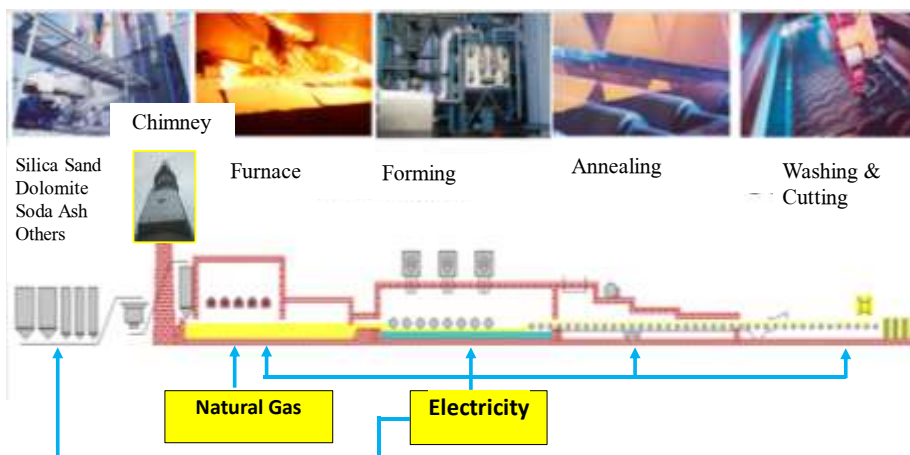 Chimney
Silica Sand
Dolomite
Soda Ash
Others
Furnace
Forming
Annealing
Washing &
Cutting
Natural Gas
Electricity